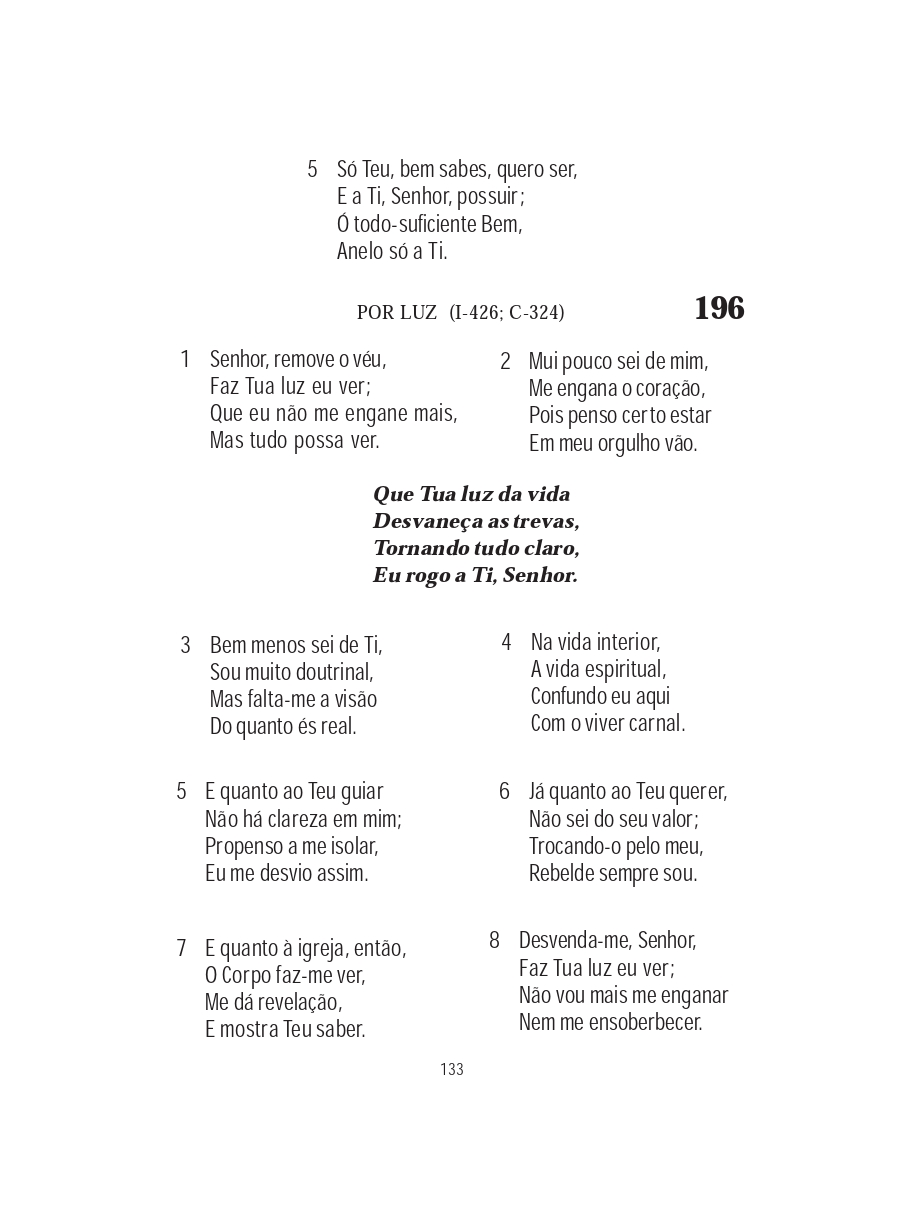 5 Só Teu, bem sabes, quero ser,
E a Ti, Senhor, possuir;
Ó todo-suficiente Bem,
Anelo só a Ti.
POR LUZ (I-426; C-324) 196
1 Senhor, remove o véu,
Faz Tua luz eu ver;
Que eu não me engane mais,
Mas tudo possa ver.
2 Mui pouco sei de mim,
Me engana o coração,
Pois penso certo estar
Em meu orgulho vão.
Que Tua luz da vida
Desvaneça as trevas,
Tornando tudo claro,
Eu rogo a Ti, Senhor.
3 Bem menos sei de Ti,
Sou muito doutrinal,
Mas falta-me a visão
Do quanto és real.
4 Na vida interior,
A vida espiritual,
Confundo eu aqui
Com o viver carnal.
5 E quanto ao Teu guiar
Não há clareza em mim;
Propenso a me isolar,
Eu me desvio assim.
6 Já quanto ao Teu querer,
Não sei do seu valor;
Trocando-o pelo meu,
Rebelde sempre sou.
7 E quanto à igreja, então,
O Corpo faz-me ver,
Me dá revelação,
E mostra Teu saber.
8 Desvenda-me, Senhor,
Faz Tua luz eu ver;
Não vou mais me enganar
Nem me ensoberbecer.
133